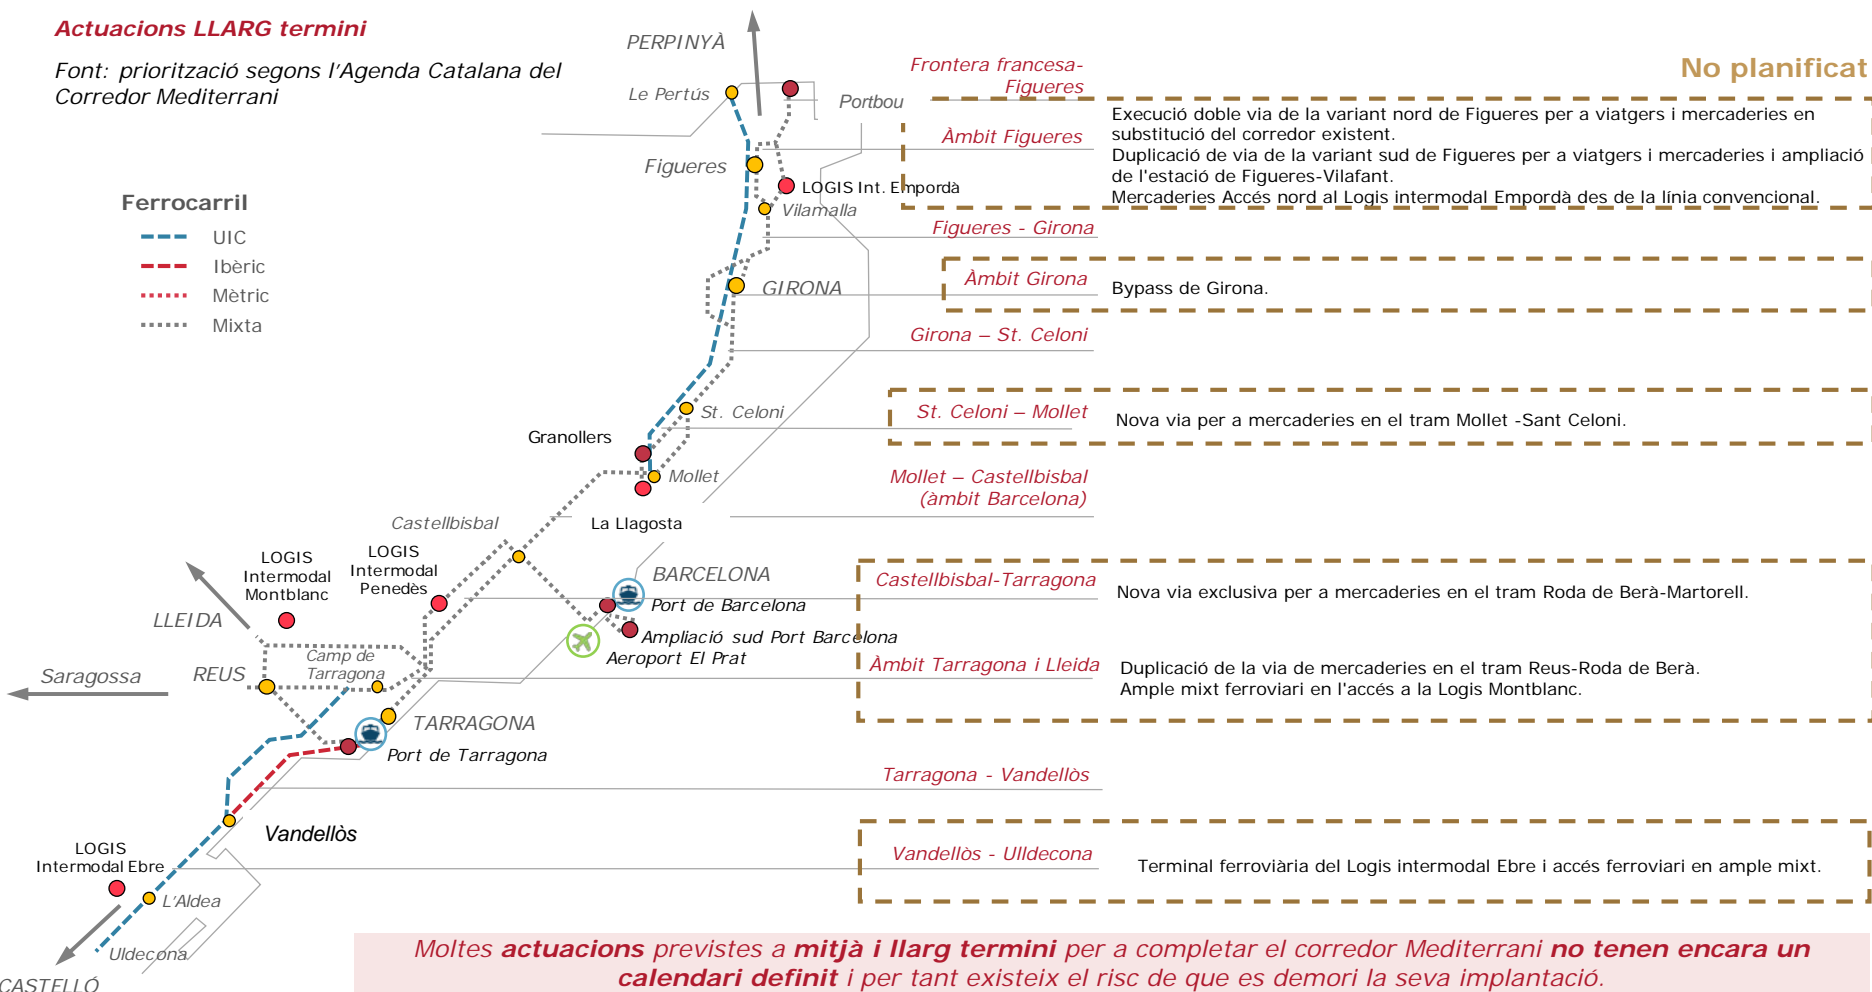 Actuacions LLARG termini
Font: priorització segons l'Agenda Catalana del
Corredor Mediterrani
Ferrocarril
UIC
Ibèric
Mètric
Mixta
PERPINYÀ
Le Pertús
Portbou
Figueres
LOGIS Int. Empordà
Vilamalla
GIRONA
St. Celoni
Granollers
Mollet
La Llagosta
Castellbisbal
LOGIS
Intermodal
Montblanc
LOGIS
Intermodal
Penedès
BARCELONA
Port de Barcelona
Ampliació sud Port Barcelona
Aeroport El Prat
LLEIDA
Saragossa
REUS
Camp de
Tarragona
TARRAGONA
Port de Tarragona
Vandellòs
LOGIS
Intermodal Ebre
L'Aldea
Uldecona
CASTELLÓ
No planificat
Frontera francesa-
Figueres
Àmbit Figueres
Execució doble via de la variant nord de Figueres per a viatgers i mercaderies en
substitució del corredor existent.
Duplicació de via de la variant sud de Figueres per a viatgers i mercaderies i ampliació
de l'estació de Figueres-Vilafant.
Mercaderies Accés nord al Logis intermodal Empordà des de la línia convencional.
Figueres - Girona
Àmbit Girona
Bypass de Girona.
Girona – St. Celoni
St. Celoni – Mollet
Nova via per a mercaderies en el tram Mollet -Sant Celoni.
Mollet – Castellbisbal
(àmbit Barcelona)
Castellbisbal-Tarragona
Nova via exclusiva per a mercaderies en el tram Roda de Berà-Martorell.
Àmbit Tarragona i Lleida
Duplicació de la via de mercaderies en el tram Reus-Roda de Berà.
Ample mixt ferroviari en l'accés a la Logis Montblanc.
Tarragona - Vandellòs
Vandellòs - Ulldecona
Terminal ferroviària del Logis intermodal Ebre i accés ferroviari en ample mixt.
Moltes actuacions previstes a mitjà i llarg termini per a completar el corredor Mediterrani no tenen encara un
calendari definit i per tant existeix el risc de que es demori la seva implantació.